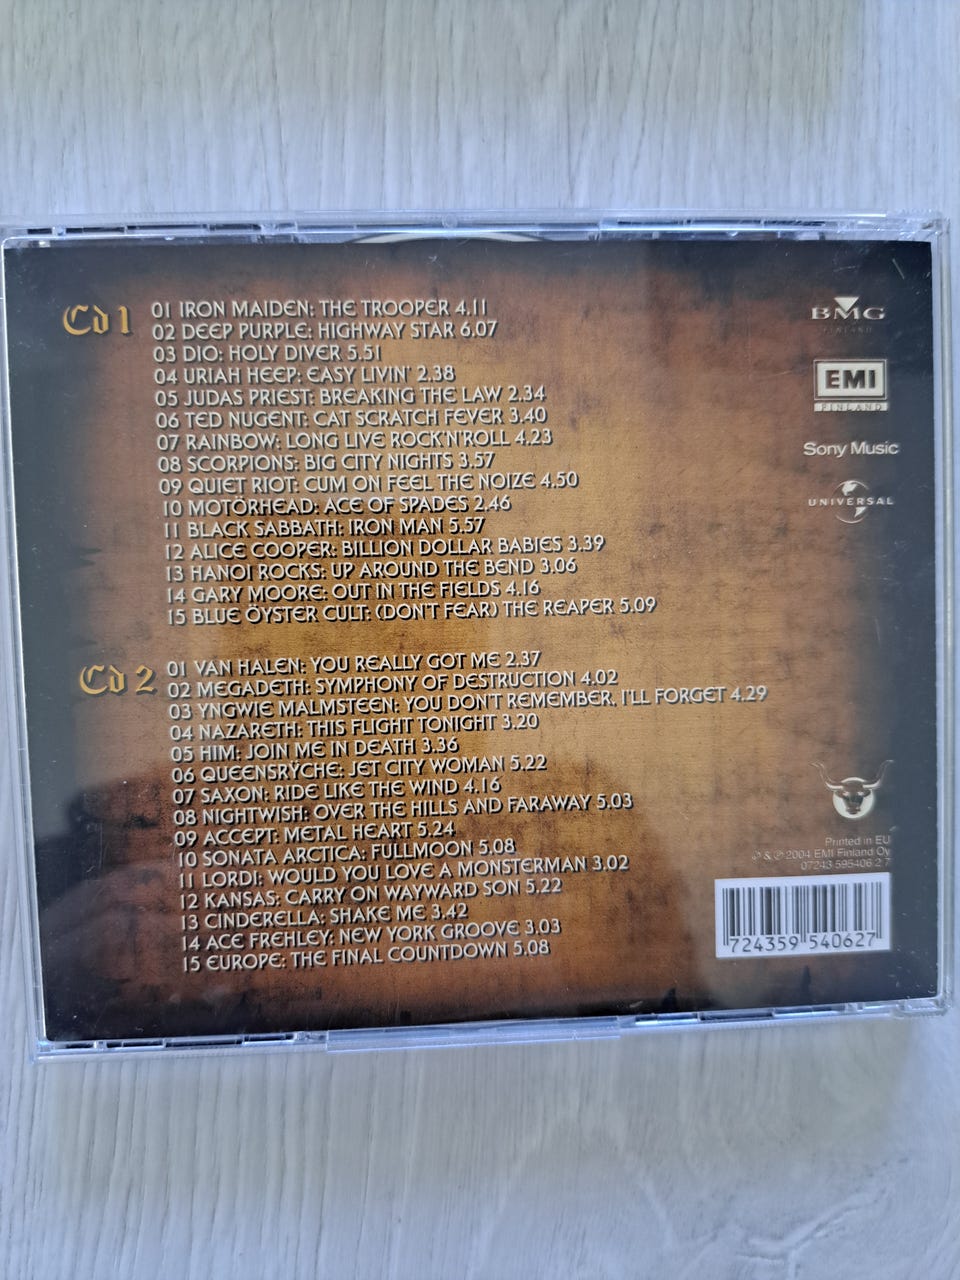 Cd 1
01 IRON MAIDEN: THE TROOPER 4.11
02 DEEP PURPLE: HIGHWAY STAR 6.07
03 DIO: HOLY DIVER 5.51
04 URIAH HEEP: EASY LIVIN' 2.38
05 JUDAS PRIEST: BREAKING THE LAW 2.34
06 TED NUGENT: CAT SCRATCH FEVER 3.40
07 RAINBOW: LONG LIVE ROCK'N'ROLL 4.23
08 SCORPIONS: BIG CITY NIGHTS 3.57
09 QUIET RIOT: CUM ON FEEL THE NOIZE 4.50
10 MOTÖRHEAD: ACE OF SPADES 2.46
11 BLACK SABBATH: IRON MAN 5.57
12 ALICE COOPER: BILLION DOLLAR BABIES 3.39
13 HANOI ROCKS: UP AROUND THE BEND 3.06
14 GARY MOORE: OUT IN THE FIELDS 4.16
15 BLUE ÖYSTER CULT: (DON'T FEAR) THE REAPER 5.09
Cd 2
01 VAN HALEN: YOU REALLY GOT ME 2.37
02 MEGADETH: SYMPHONY OF DESTRUCTION 4.02
03 YNGWIE MALMSTEEN: YOU DON'T REMEMBER, I'LL FORGET 4.29
04 NAZARETH: THIS FLIGHT TONIGHT 3.20
05 HIM: JOIN ME IN DEATH 3.36
06 QUEENSRŸCHE: JET CITY WOMAN 5.22
07 SAXON: RIDE LIKE THE WIND 4.16
08 NIGHTWISH: OVER THE HILLS AND FARAWAY 5.03
09 ACCEPT: METAL HEART 5.24
10 SONATA ARCTICA: FULLMOON 5.08
11 LORDI: WOULD YOU LOVE A MONSTERMAN 3.02
12 KANSAS: CARRY ON WAYWARD SON 5.22
13 CINDERELLA: SHAKE ME 3.42
14 ACE FREHLEY: NEW YORK GROOVE 3.03
15 EUROPE: THE FINAL COUNTDOWN 5.08
BMG
FINLAND
EMI
FINLAND
Sony Music
UNIVERSAL
Printed in EU
© & ℗ 2004 EMI Finland Oy
07243 595406 2 7
7 24359 54062 7